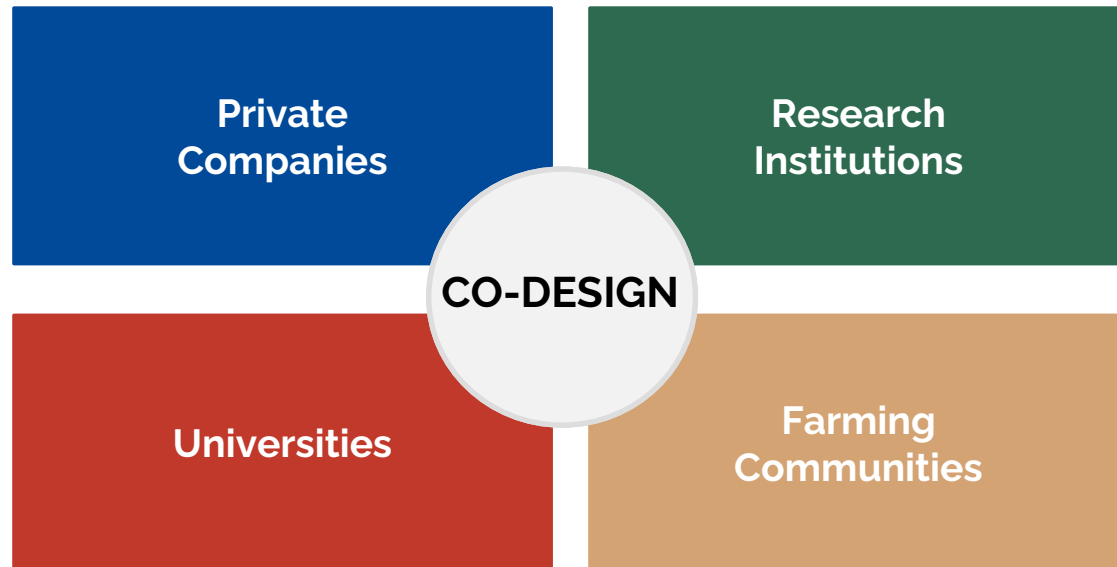 Private
Companies
Research
Institutions
CO-DESIGN
Universities
Farming
Communities